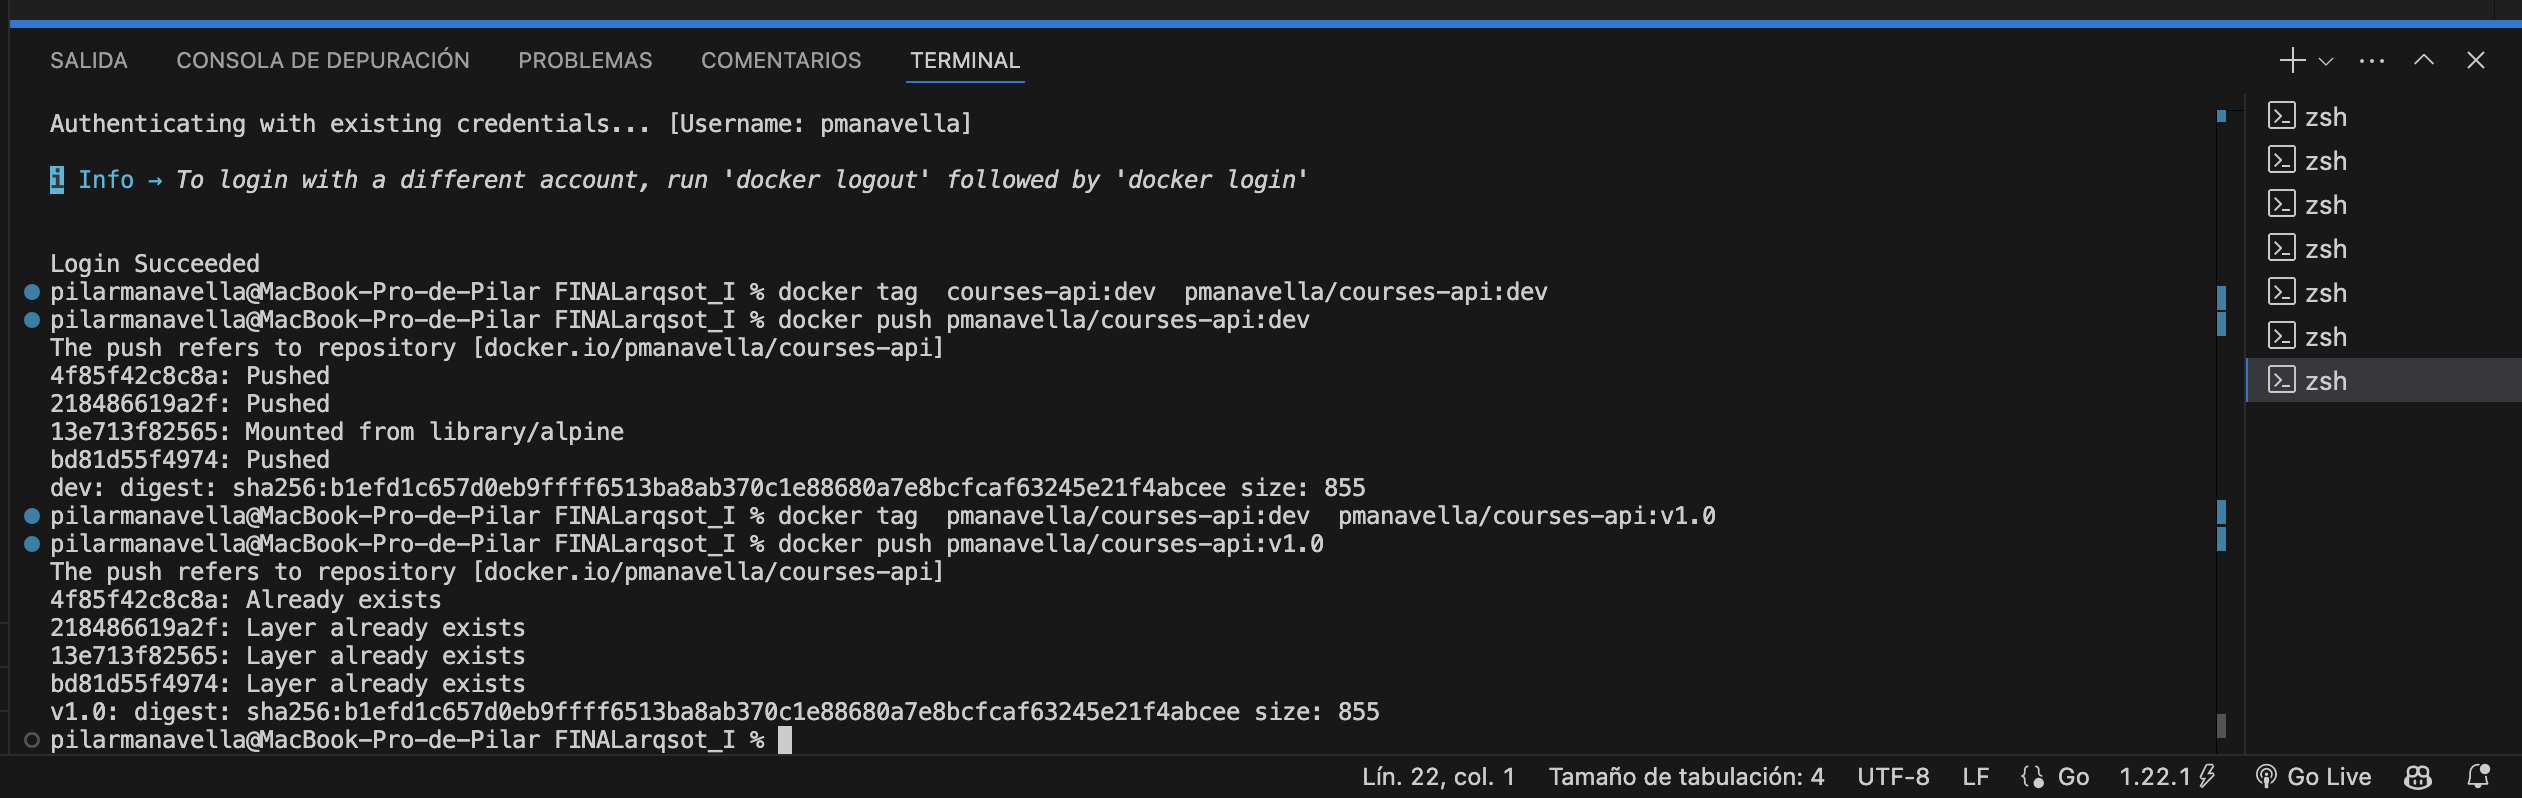 SALIDA CONSOLA DE DEPURACIÓN PROBLEMAS COMENTARIOS TERMINAL
Authenticating with existing credentials... [Username: pmanavella]
i Info → To login with a different account, run 'docker logout' followed by 'docker login'
Login Succeeded
pilarmanavella@MacBook-Pro-de-Pilar FINALarqsot_I % docker tag  courses-api:dev  pmanavella/courses-api:dev
pilarmanavella@MacBook-Pro-de-Pilar FINALarqsot_I % docker push pmanavella/courses-api:dev
The push refers to repository [docker.io/pmanavella/courses-api]
4f85f42c8c8a: Pushed
218486619a2f: Pushed
13e713f82565: Mounted from library/alpine
bd81d55f4974: Pushed
dev: digest: sha256:b1efd1c657d0eb9ffff6513ba8ab370c1e88680a7e8bcfcaf63245e21f4abcee size: 855
pilarmanavella@MacBook-Pro-de-Pilar FINALarqsot_I % docker tag  pmanavella/courses-api:dev  pmanavella/courses-api:v1.0
pilarmanavella@MacBook-Pro-de-Pilar FINALarqsot_I % docker push pmanavella/courses-api:v1.0
The push refers to repository [docker.io/pmanavella/courses-api]
4f85f42c8c8a: Already exists
218486619a2f: Layer already exists
13e713f82565: Layer already exists
bd81d55f4974: Layer already exists
v1.0: digest: sha256:b1efd1c657d0eb9ffff6513ba8ab370c1e88680a7e8bcfcaf63245e21f4abcee size: 855
pilarmanavella@MacBook-Pro-de-Pilar FINALarqsot_I %
zsh
zsh
zsh
zsh
zsh
zsh
zsh
Lín. 22, col. 1 Tamaño de tabulación: 4 UTF-8 LF Go 1.22.1 Go Live